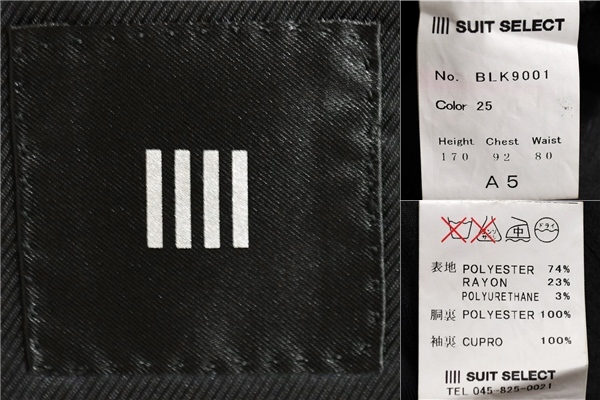 SUIT SELECT
No. BLK9001
Color 25
Height Chest Waist
170 92 80
A5
中 ドライ
表地 POLYESTER 74%
RAYON 23%
POLYURETHANE 3%
胴裏 POLYESTER 100%
袖裏 CUPRO 100%
SUIT SELECT
TEL 045-825-0021